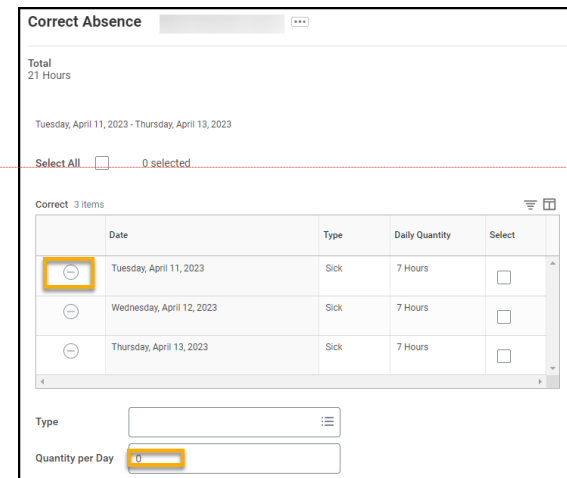 Correct Absence
Total
21 Hours
Tuesday, April 11, 2023 - Thursday, April 13, 2023
Select All 0 selected
Correct 3 items
Date Type Daily Quantity Select
Tuesday, April 11, 2023 Sick 7 Hours
Wednesday, April 12, 2023 Sick 7 Hours
Thursday, April 13, 2023 Sick 7 Hours
Type
Quantity per Day 0